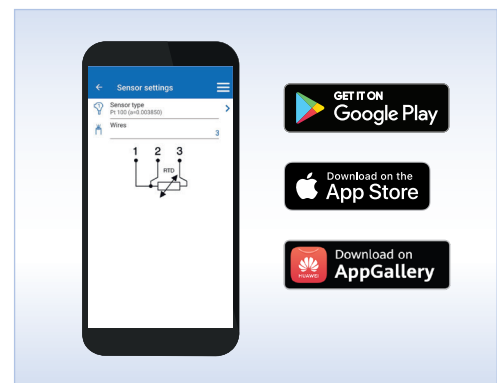 Sensor settings
Sensor type
Pt 100 (α=0.003850)
Wires
3
1 2 3
RTD
GET IT ON
Google Play
Download on the
App Store
HUAWEI
Download on
AppGallery